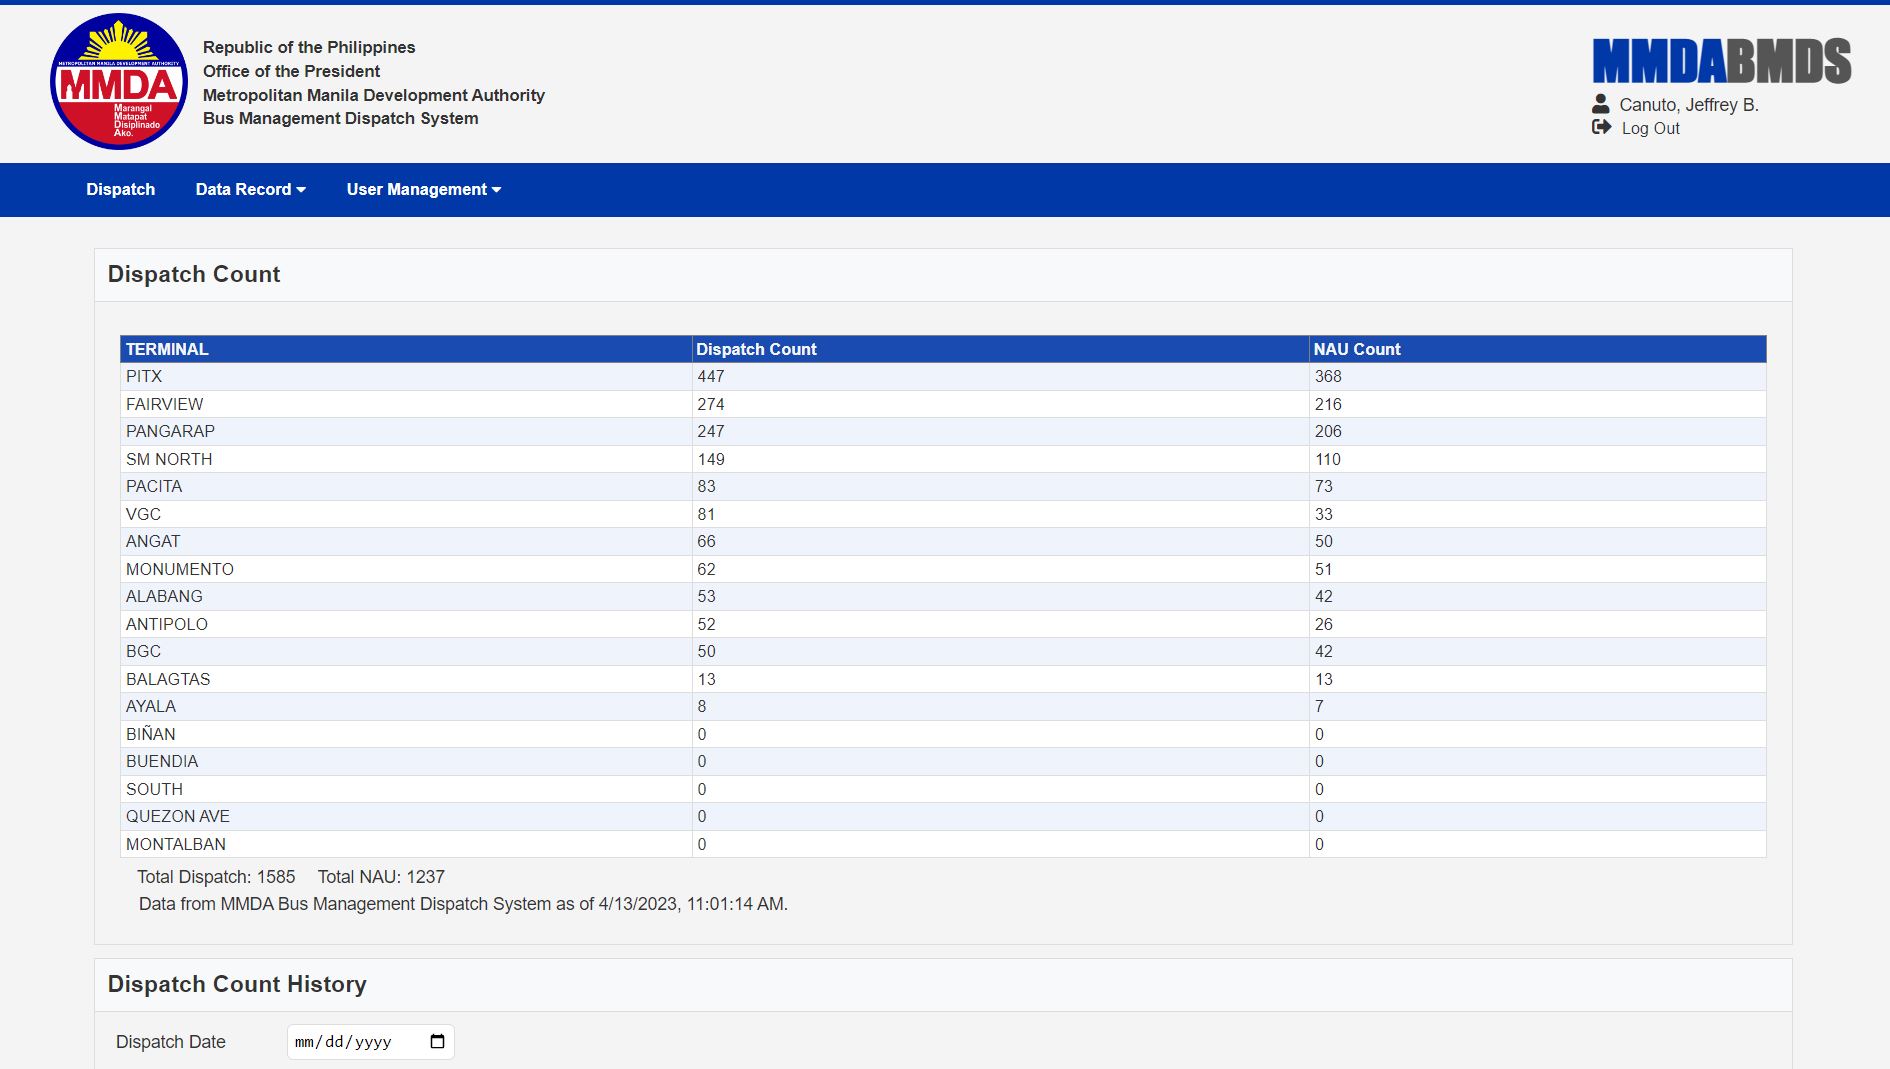 METROPOLITAN MANILA DEVELOPMENT AUTHORITY
MMDA
Marangal
Matapat
Disiplinado
Ako.
Republic of the Philippines
Office of the President
Metropolitan Manila Development Authority
Bus Management Dispatch System
MMDABMDS
Canuto, Jeffrey B.
Log Out
Dispatch Data Record User Management
Dispatch Count
TERMINAL Dispatch Count NAU Count
PITX 447 368
FAIRVIEW 274 216
PANGARAP 247 206
SM NORTH 149 110
PACITA 83 73
VGC 81 33
ANGAT 66 50
MONUMENTO 62 51
ALABANG 53 42
ANTIPOLO 52 26
BGC 50 42
BALAGTAS 13 13
AYALA 8 7
BIÑAN 0 0
BUENDIA 0 0
SOUTH 0 0
QUEZON AVE 0 0
MONTALBAN 0 0
Total Dispatch: 1585 Total NAU: 1237
Data from MMDA Bus Management Dispatch System as of 4/13/2023, 11:01:14 AM.
Dispatch Count History
Dispatch Date mm/dd/yyyy